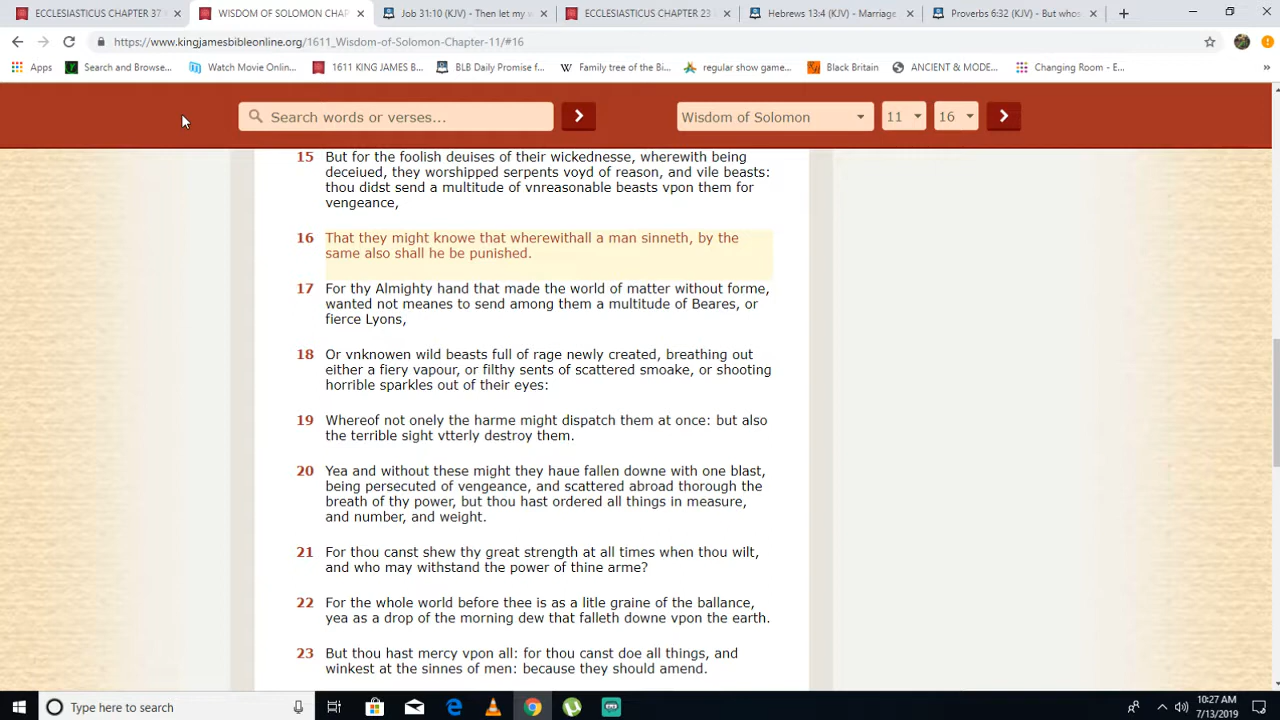 ECCLESIASTICUS CHAPTER 37
WISDOM OF SOLOMON CHAP
Job 31:10 (KJV) - Then let my
ECCLESIASTICUS CHAPTER 23
Hebrews 13:4 (KJV) - Marriage
Proverbs 6:32 (KJV) - But whos
https://www.kingjamesbibleonline.org/1611_Wisdom-of-Solomon-Chapter-11/#16
Apps
Search and Browse...
Watch Movie Onlin...
1611 KING JAMES B...
BLB Daily Promise f...
Family tree of the Bi...
regular show game...
Black Britain
ANCIENT & MODE...
Changing Room - E...
Search words or verses...
Wisdom of Solomon
11
16
15 But for the foolish deuises of their wickednesse, wherewith being
deceiued, they worshipped serpents voyd of reason, and vile beasts:
thou didst send a multitude of vnreasonable beasts vpon them for
vengeance,
16 That they might knowe that wherewithall a man sinneth, by the
same also shall he be punished.
17 For thy Almighty hand that made the world of matter without forme,
wanted not meanes to send among them a multitude of Beares, or
fierce Lyons,
18 Or vnknowen wild beasts full of rage newly created, breathing out
either a fiery vapour, or filthy sents of scattered smoake, or shooting
horrible sparkles out of their eyes:
19 Whereof not onely the harme might dispatch them at once: but also
the terrible sight vtterly destroy them.
20 Yea and without these might they haue fallen downe with one blast,
being persecuted of vengeance, and scattered abroad thorough the
breath of thy power, but thou hast ordered all things in measure,
and number, and weight.
21 For thou canst shew thy great strength at all times when thou wilt,
and who may withstand the power of thine arme?
22 For the whole world before thee is as a litle graine of the ballance,
yea as a drop of the morning dew that falleth downe vpon the earth.
23 But thou hast mercy vpon all: for thou canst doe all things, and
winkest at the sinnes of men: because they should amend.
Type here to search
10:27 AM
7/13/2019